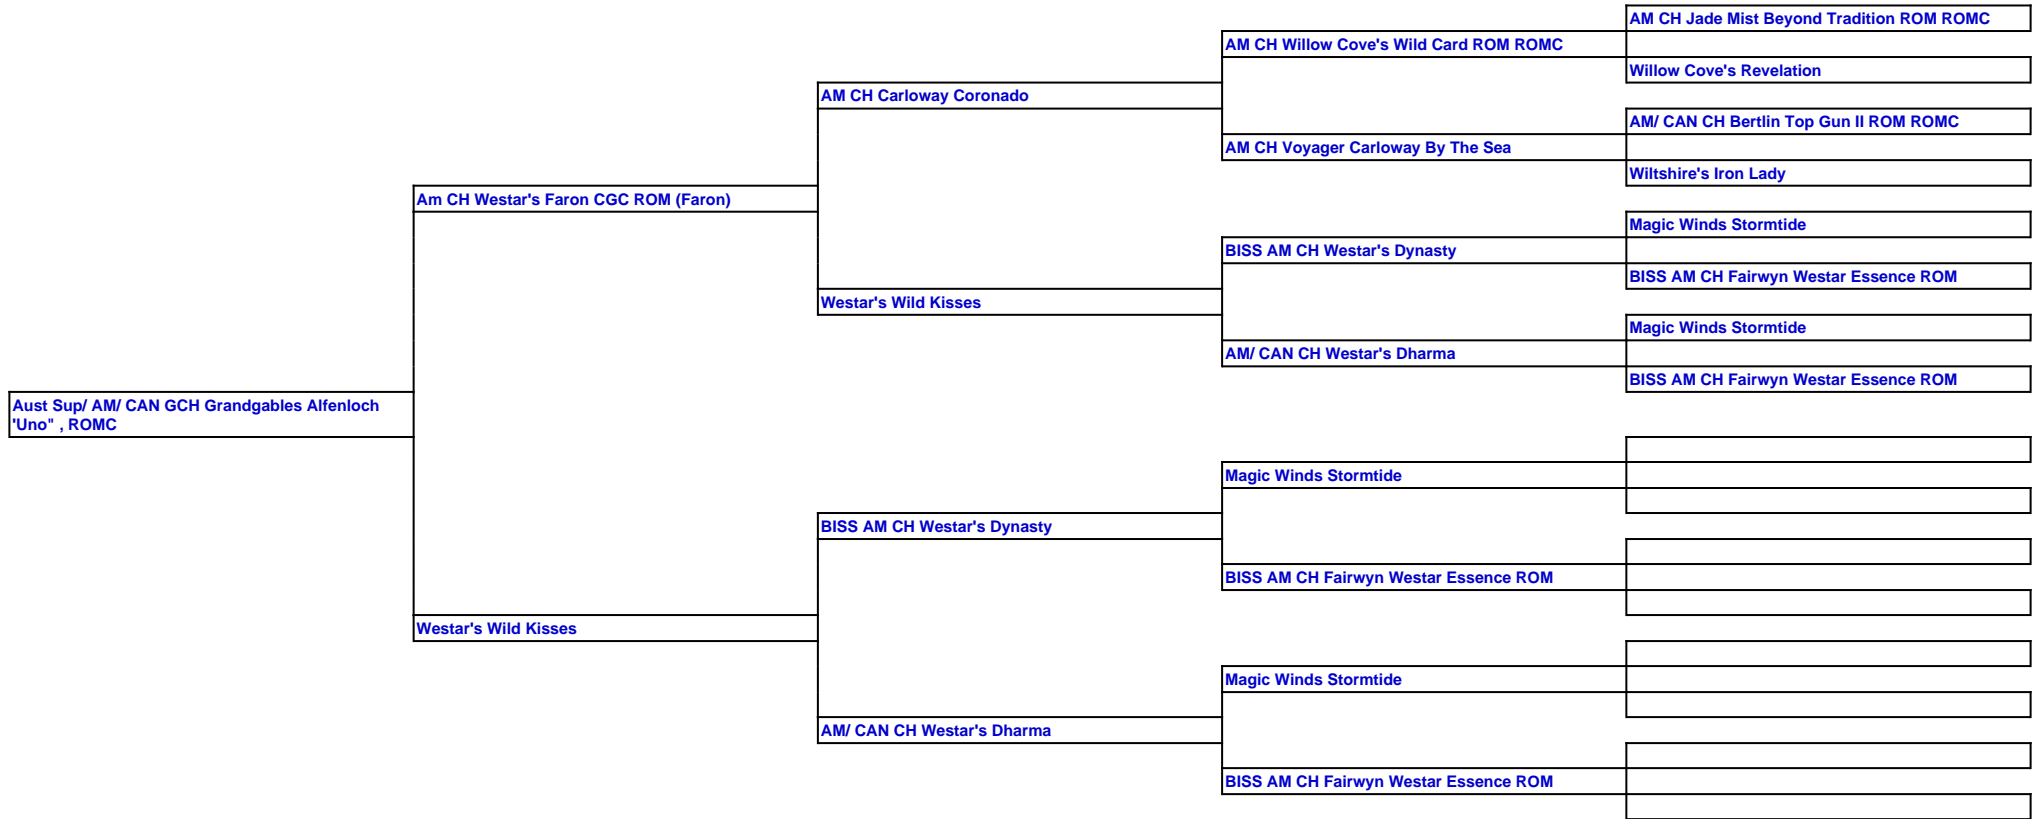 AM CH Jade Mist Beyond Tradition ROM ROMC
AM CH Willow Cove's Wild Card ROM ROMC
Willow Cove's Revelation
AM CH Carloway Coronado
AM/ CAN CH Bertlin Top Gun II ROM ROMC
AM CH Voyager Carloway By The Sea
Wiltshire's Iron Lady
Am CH Westar's Faron CGC ROM (Faron)
Magic Winds Stormtide
BISS AM CH Westar's Dynasty
BISS AM CH Fairwyn Westar Essence ROM
Westar's Wild Kisses
Magic Winds Stormtide
AM/ CAN CH Westar's Dharma
BISS AM CH Fairwyn Westar Essence ROM
Aust Sup/ AM/ CAN GCH Grandgables Alfenloch
'Uno" , ROMC
Magic Winds Stormtide
BISS AM CH Westar's Dynasty
BISS AM CH Fairwyn Westar Essence ROM
Westar's Wild Kisses
Magic Winds Stormtide
AM/ CAN CH Westar's Dharma
BISS AM CH Fairwyn Westar Essence ROM